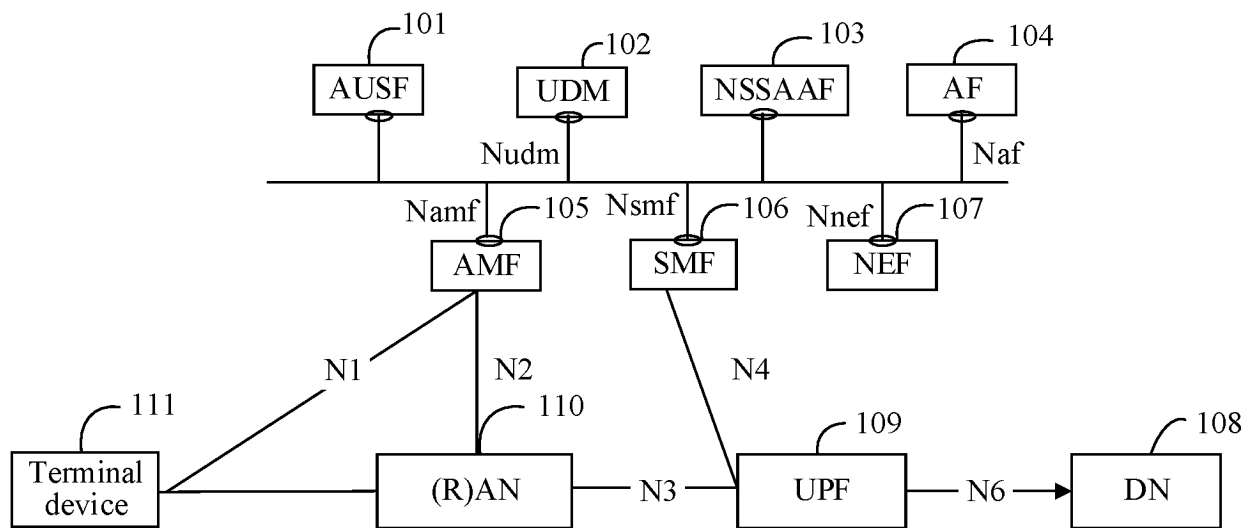 101
102
103
104
AUSF
UDM
NSSAAF
AF
Nudm
Naf
Namf
105
Nsmf
106
Nnef
107
AMF
SMF
NEF
N1
N2
N4
111
110
109
108
Terminal
device
(R)AN
N3
UPF
N6
DN